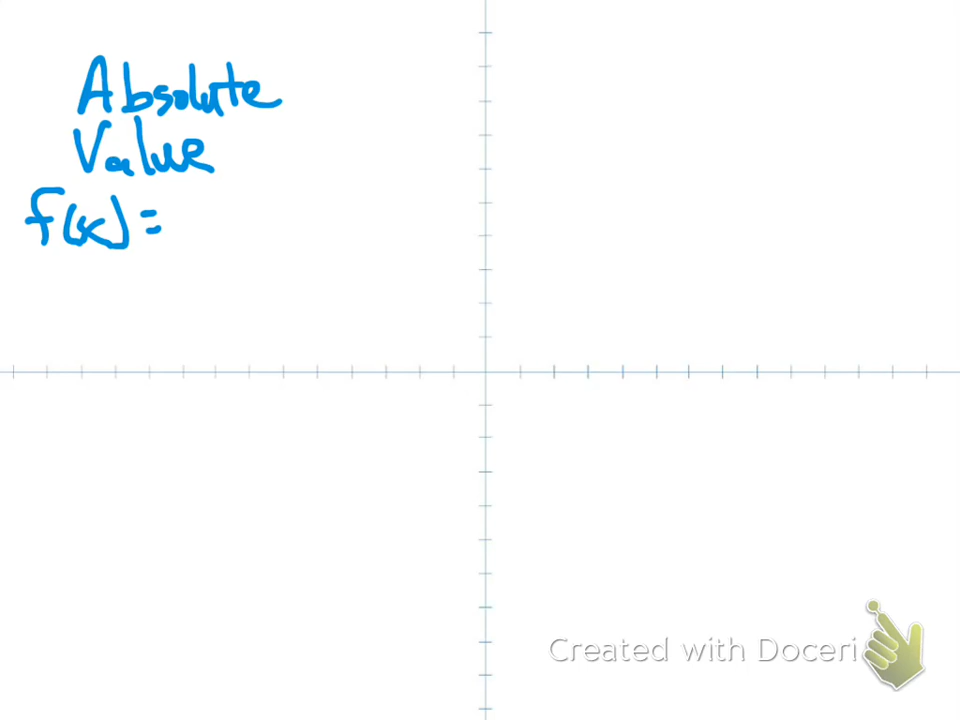 Absolute
Value
f(x)=
Created with Doceri